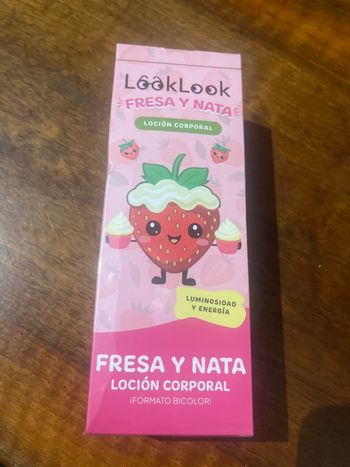 LookLook
FRESA Y NATA
LOCIÓN CORPORAL
LUMINOSIDAD
Y ENERGÍA
FRESA Y NATA
LOCIÓN CORPORAL
¡FORMATO BICOLOR!